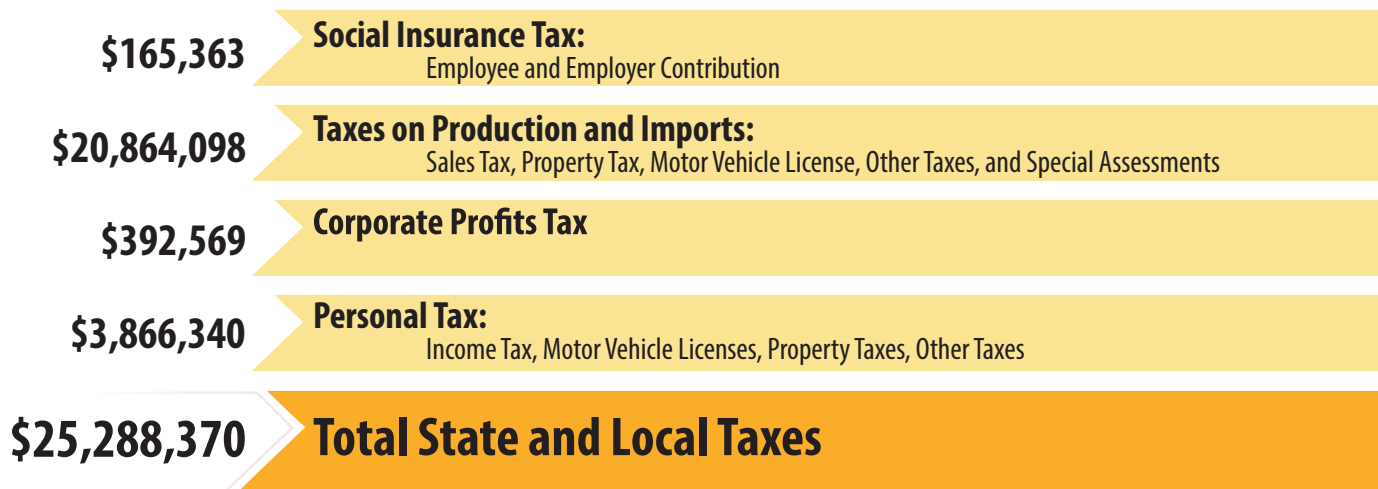 $165,363
Social Insurance Tax:
Employee and Employer Contribution
$20,864,098
Taxes on Production and Imports:
Sales Tax, Property Tax, Motor Vehicle License, Other Taxes, and Special Assessments
$392,569
Corporate Profits Tax
$3,866,340
Personal Tax:
Income Tax, Motor Vehicle Licenses, Property Taxes, Other Taxes
$25,288,370
Total State and Local Taxes